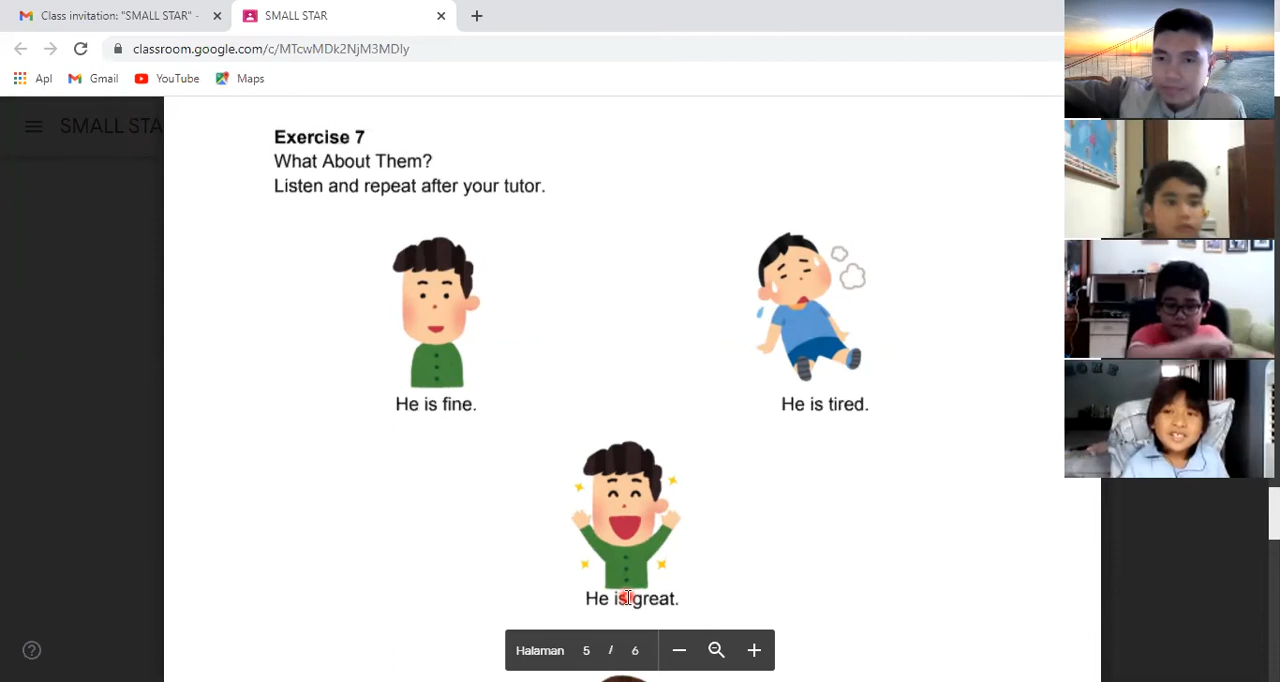 Class invitation: "SMALL STAR" -
SMALL STAR
classroom.google.com/c/MTcwMDk2NjM3MDIy
Apl
Gmail
YouTube
Maps
SMALL STA
Exercise 7
What About Them?
Listen and repeat after your tutor.
He is fine.
He is tired.
He is great.
Halaman 5 / 6